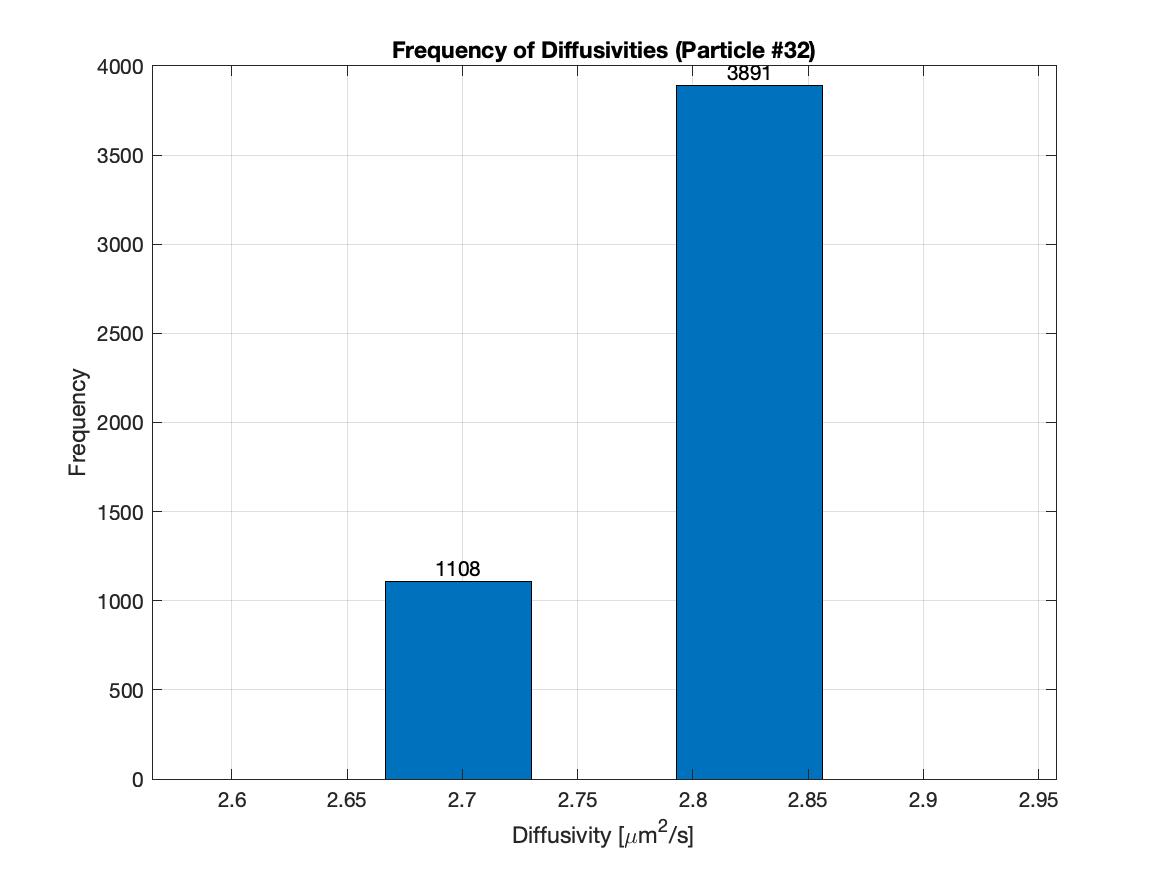 Frequency of Diffusivities (Particle #32)
4000
3500
3000
2500
2000
1500
1000
500
0
Frequency
3891
1108
2.6 2.65 2.7 2.75 2.8 2.85 2.9 2.95
Diffusivity [μm²/s]